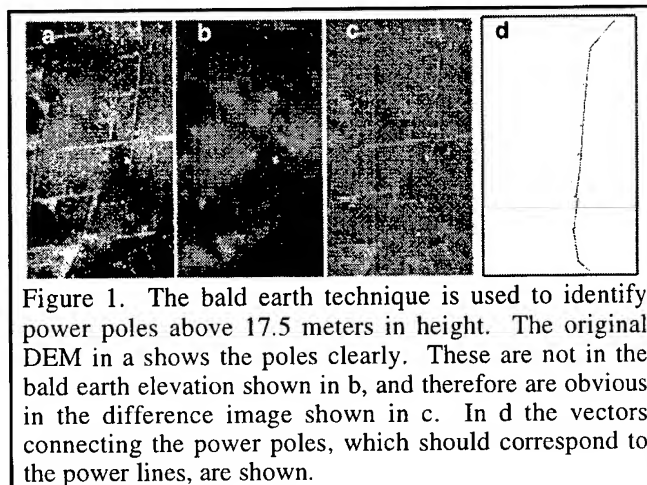 a b c d
Figure 1. The bald earth technique is used to identify
power poles above 17.5 meters in height. The original
DEM in a shows the poles clearly. These are not in the
bald earth elevation shown in b, and therefore are obvious
in the difference image shown in c. In d the vectors
connecting the power poles, which should correspond to
the power lines, are shown.